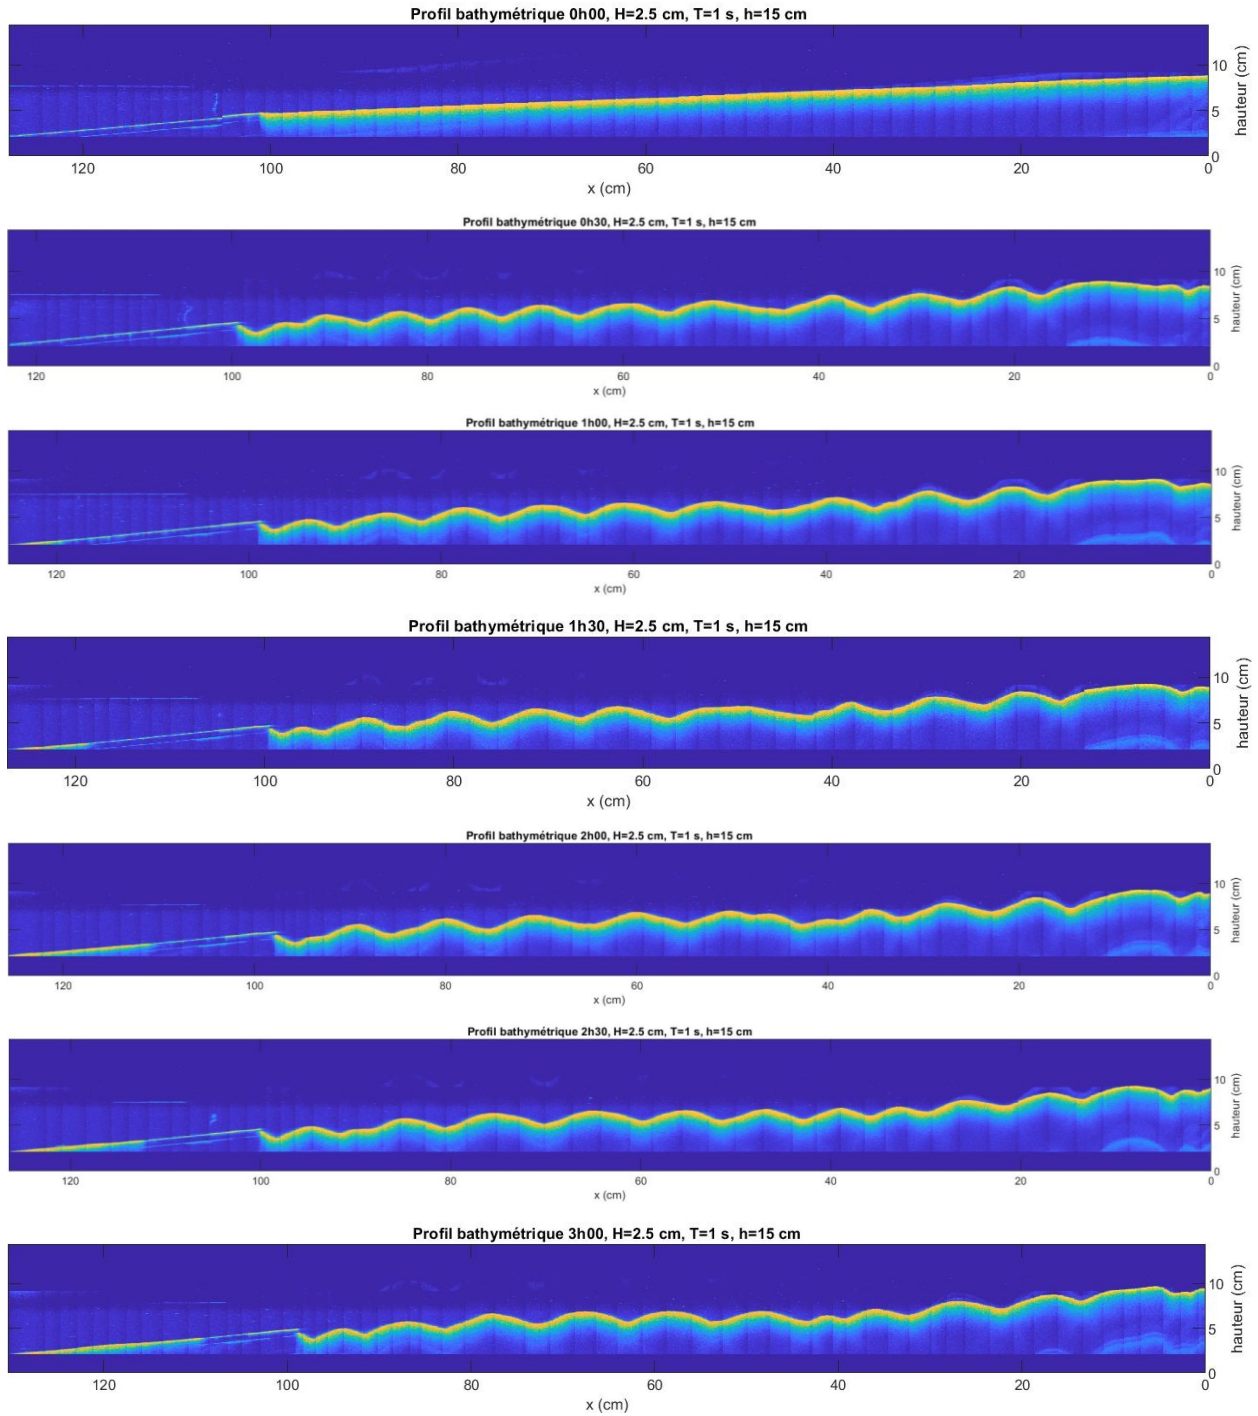 Profil bathymétrique 0h00, H=2.5 cm, T=1 s, h=15 cm
10
5
0
hauteur (cm)
120 100 80 60 40 20 0
x (cm)
Profil bathymétrique 0h30, H=2.5 cm, T=1 s, h=15 cm
10
5
0
hauteur (cm)
120 100 80 60 40 20 0
x (cm)
Profil bathymétrique 1h00, H=2.5 cm, T=1 s, h=15 cm
10
5
0
hauteur (cm)
120 100 80 60 40 20 0
x (cm)
Profil bathymétrique 1h30, H=2.5 cm, T=1 s, h=15 cm
10
5
0
hauteur (cm)
120 100 80 60 40 20 0
x (cm)
Profil bathymétrique 2h00, H=2.5 cm, T=1 s, h=15 cm
10
5
0
hauteur (cm)
120 100 80 60 40 20 0
x (cm)
Profil bathymétrique 2h30, H=2.5 cm, T=1 s, h=15 cm
10
5
0
hauteur (cm)
120 100 80 60 40 20 0
x (cm)
Profil bathymétrique 3h00, H=2.5 cm, T=1 s, h=15 cm
10
5
0
hauteur (cm)
120 100 80 60 40 20 0
x (cm)